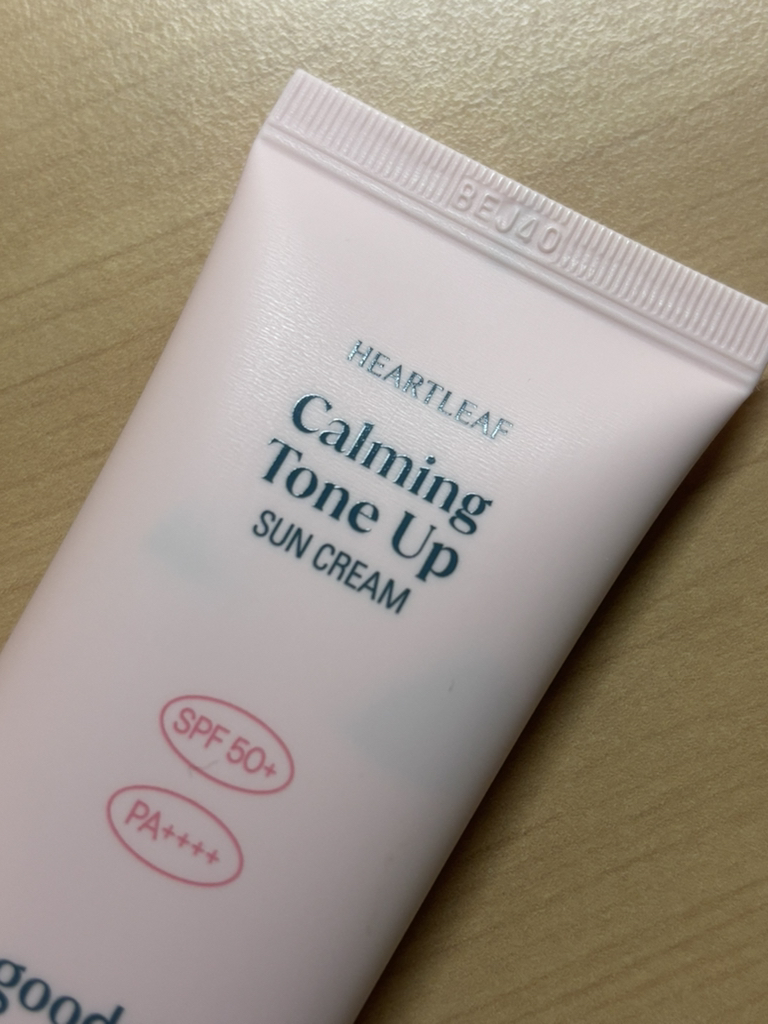 BEJ40
HEARTLEAF
Calming
Tone Up
SUN CREAM
SPF 50+
PA++++
good